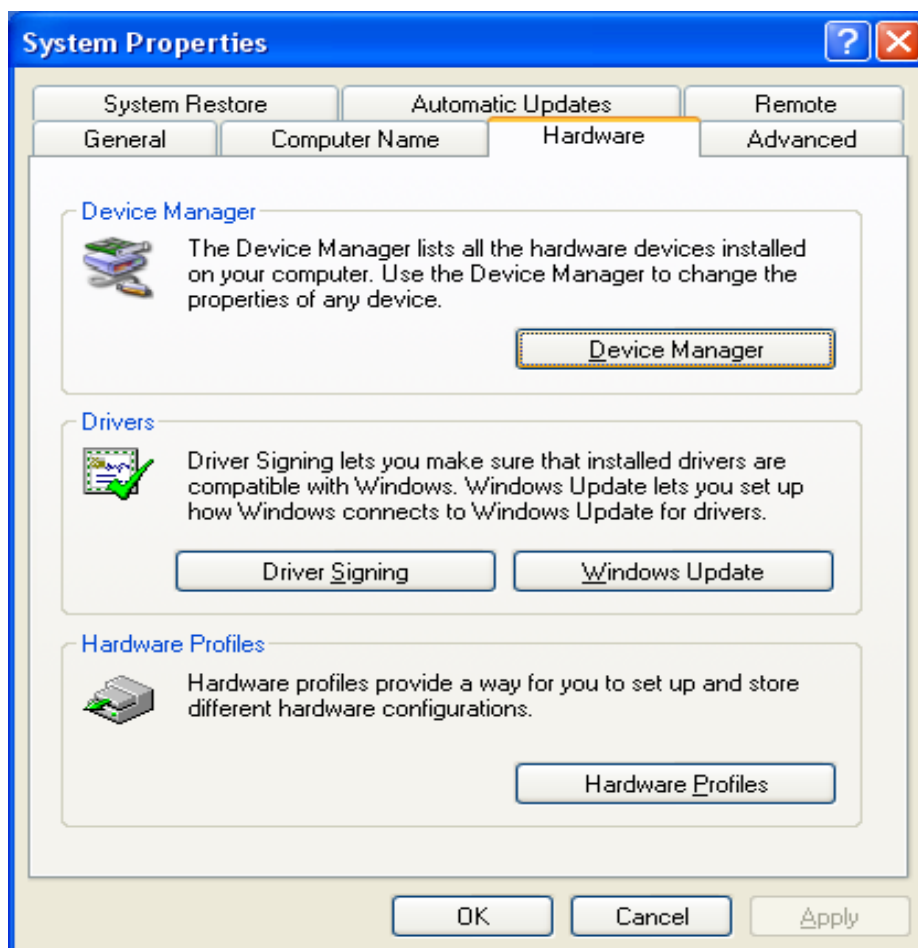 System Properties
System Restore Automatic Updates Remote
General Computer Name Hardware Advanced
Device Manager
The Device Manager lists all the hardware devices installed
on your computer. Use the Device Manager to change the
properties of any device.
Device Manager
Drivers
Driver Signing lets you make sure that installed drivers are
compatible with Windows. Windows Update lets you set up
how Windows connects to Windows Update for drivers.
Driver Signing Windows Update
Hardware Profiles
Hardware profiles provide a way for you to set up and store
different hardware configurations.
Hardware Profiles
OK Cancel Apply